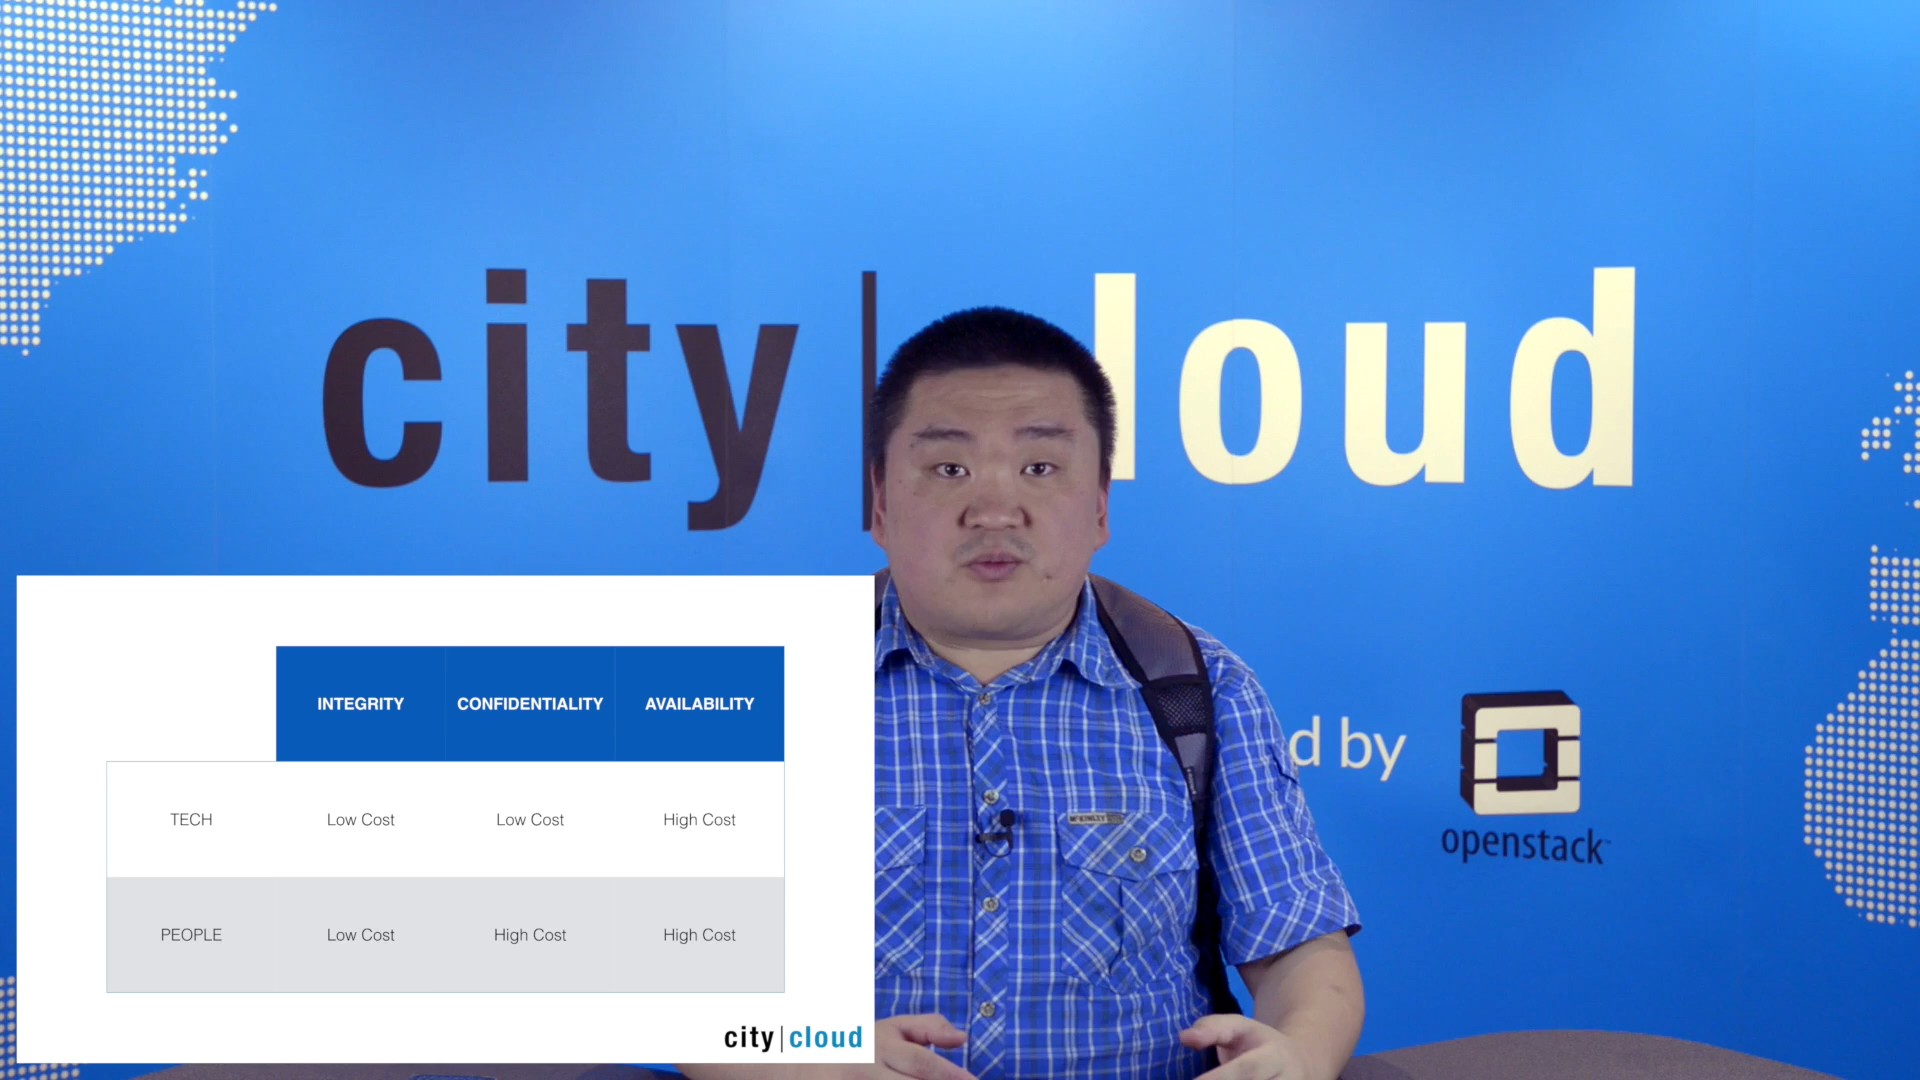 city | loud
d by
openstack
INTEGRITY CONFIDENTIALITY AVAILABILITY
TECH Low Cost Low Cost High Cost
PEOPLE Low Cost High Cost High Cost
city|cloud
McKINLEY